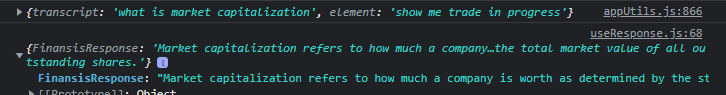 ▶ {transcript: 'what is market capitalization', element: 'show me trade in progress'} appUtils.js:866
useResponse.js:68
{FinansisResponse: 'Market capitalization refers to how much a company…the total market value of all ou
▼ tstanding shares.'} i
FinansisResponse: "Market capitalization refers to how much a company is worth as determined by the st
▶ [[Prototype]]: Object